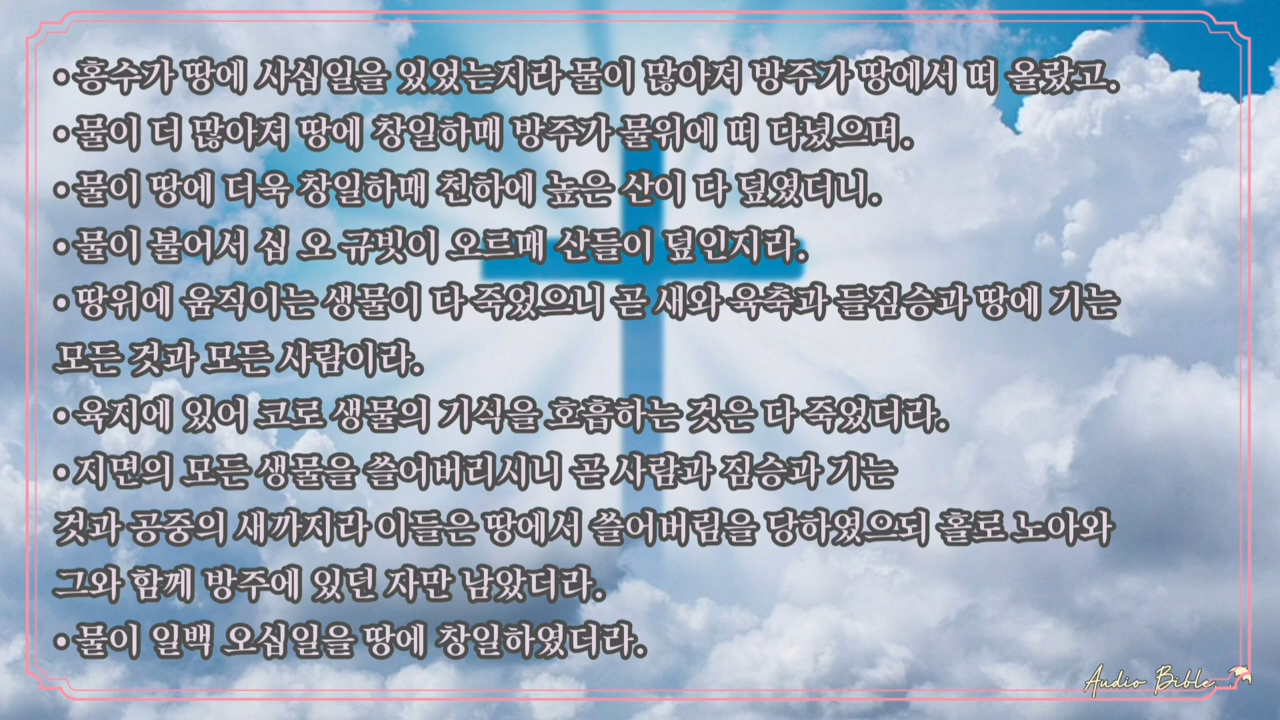 • 홍수가 땅에 사십일을 있었는지라 물이 많아져 방주가 땅에서 떠 올랐고.
• 물이 더 많아져 땅에 창일하매 방주가 물위에 떠 다녔으며.
• 물이 땅에 더욱 창일하매 천하에 높은 산이 다 덮였더니.
• 물이 불어서 십 오 규빗이 오르매 산들이 덮인지라.
• 땅위에 움직이는 생물이 다 죽었으니 곧 새와 육축과 들짐승과 땅에 기는
모든 것과 모든 사람이라.
• 육지에 있어 코로 생물의 기식을 호흡하는 것은 다 죽었더라.
• 지면의 모든 생물을 쓸어버리시니 곧 사람과 짐승과 기는
것과 공중의 새까지라 이들은 땅에서 쓸어버림을 당하였으되 홀로 노아와
그와 함께 방주에 있던 자만 남았더라.
• 물이 일백 오십일을 땅에 창일하였더라.
Audio Bible